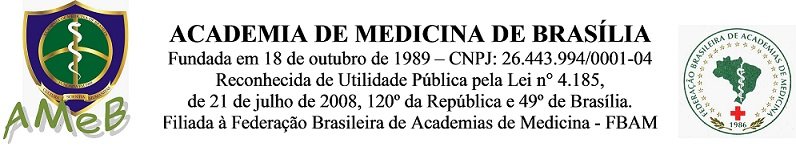 ACADEMIA DE MEDICINA DE BRASÍLIA
Fundada em 18 de outubro de 1989 – CNPJ: 26.443.994/0001-04
Reconhecida de Utilidade Pública pela Lei nº 4.185,
de 21 de julho de 2008, 120º da República e 49º de Brasília.
Filiada à Federação Brasileira de Academias de Medicina - FBAM
AMeB
FEDERAÇÃO BRASILEIRA DE ACADEMIAS DE MEDICINA
1986